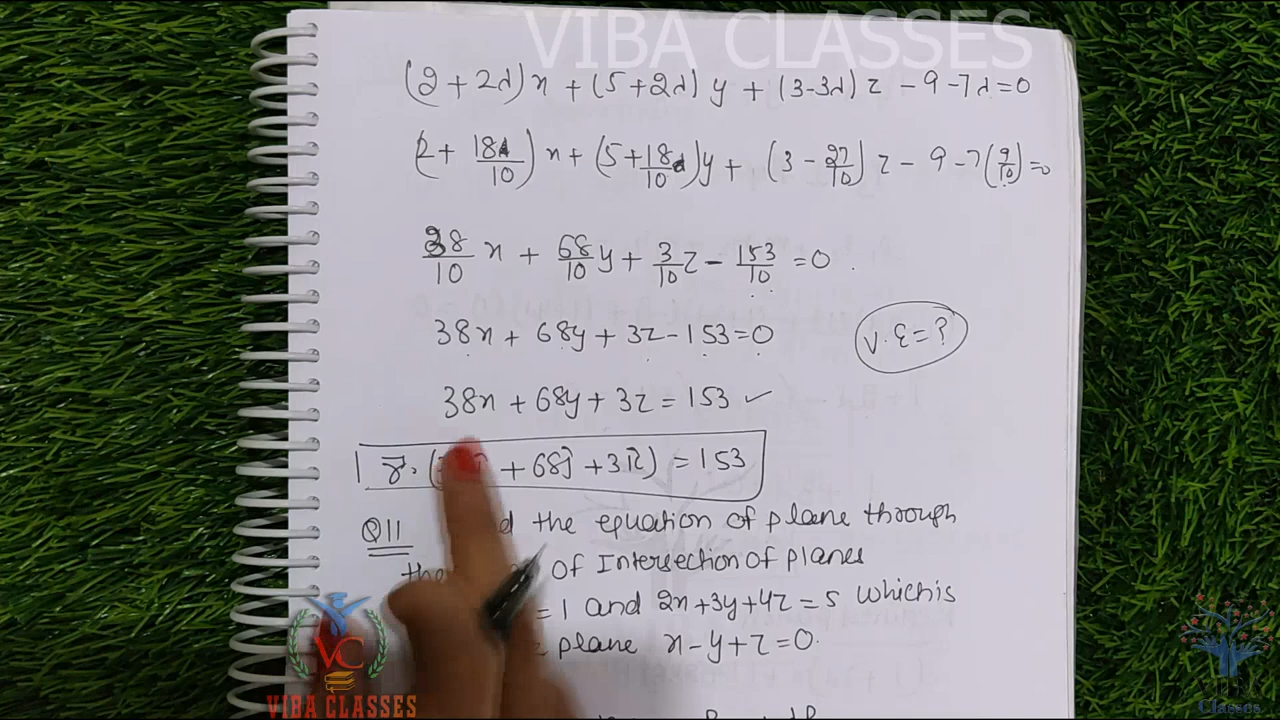 VIBA CLASSES
(2+2λ)x + (5+2λ)y + (3-3λ)z - 9 - 7λ = 0
(2 + 18/10)x + (5 + 18/10)y + (3 - 27/10)z - 9 - 7(9/10) = 0
38/10 x + 68/10 y + 3/10 z - 153/10 = 0
38x + 68y + 3z - 153 = 0
V.E = ?
38x + 68y + 3z = 153 ✓
r̄. ( + 68ĵ + 3k̂) = 153
Q11 the equation of plane through
of Intersection of planes
= 1 and 2x+3y+4z = 5 which is
plane x - y + z = 0.
VC
VIBA CLASSES
VIBA
Classes